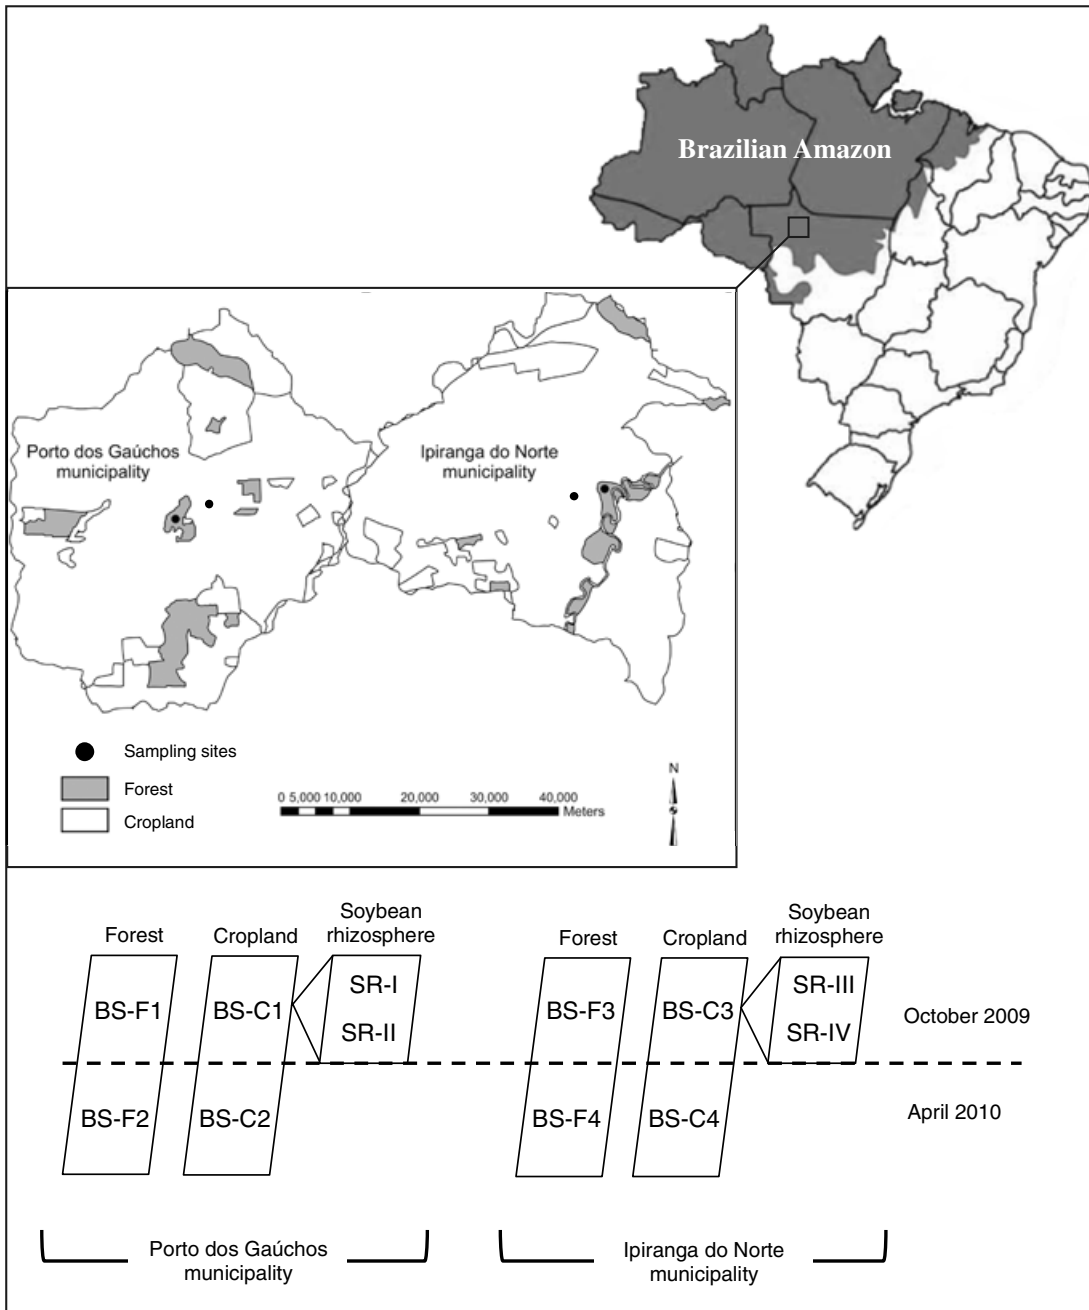 Brazilian Amazon
Porto dos Gaúchos
municipality
Ipiranga do Norte
municipality
Sampling sites
Forest
Cropland
0 5,000 10,000 20,000 30,000 40,000
Meters
N
Forest
Cropland
Soybean
rhizosphere
Forest
Cropland
Soybean
rhizosphere
BS-F1
BS-C1
SR-I
SR-II
BS-F3
BS-C3
SR-III
SR-IV
October 2009
BS-F2
BS-C2
BS-F4
BS-C4
April 2010
Porto dos Gaúchos
municipality
Ipiranga do Norte
municipality